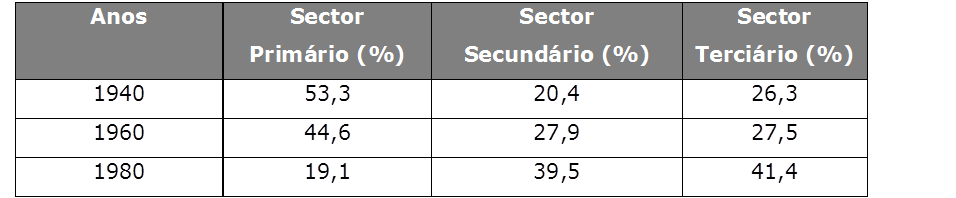 Anos Sector Sector Sector
Primário (%) Secundário (%) Terciário (%)
1940 53,3 20,4 26,3
1960 44,6 27,9 27,5
1980 19,1 39,5 41,4